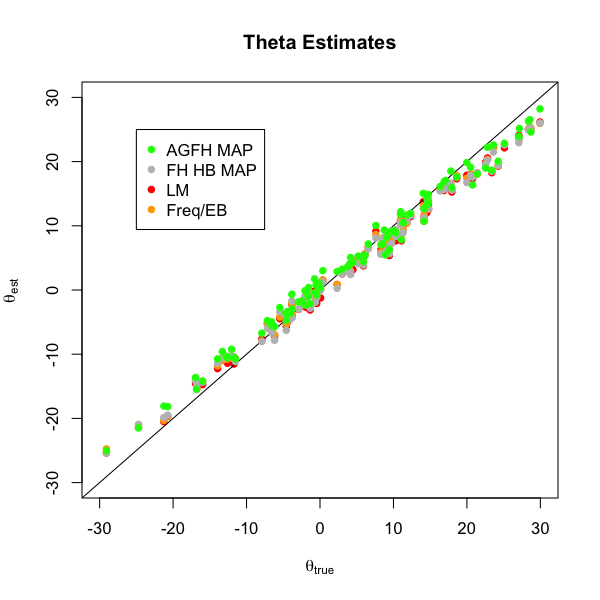 Theta Estimates
30
20
10
0
-10
-20
-30
θest
AGFH MAP
FH HB MAP
LM
Freq/EB
-30 -20 -10 0 10 20 30
θtrue